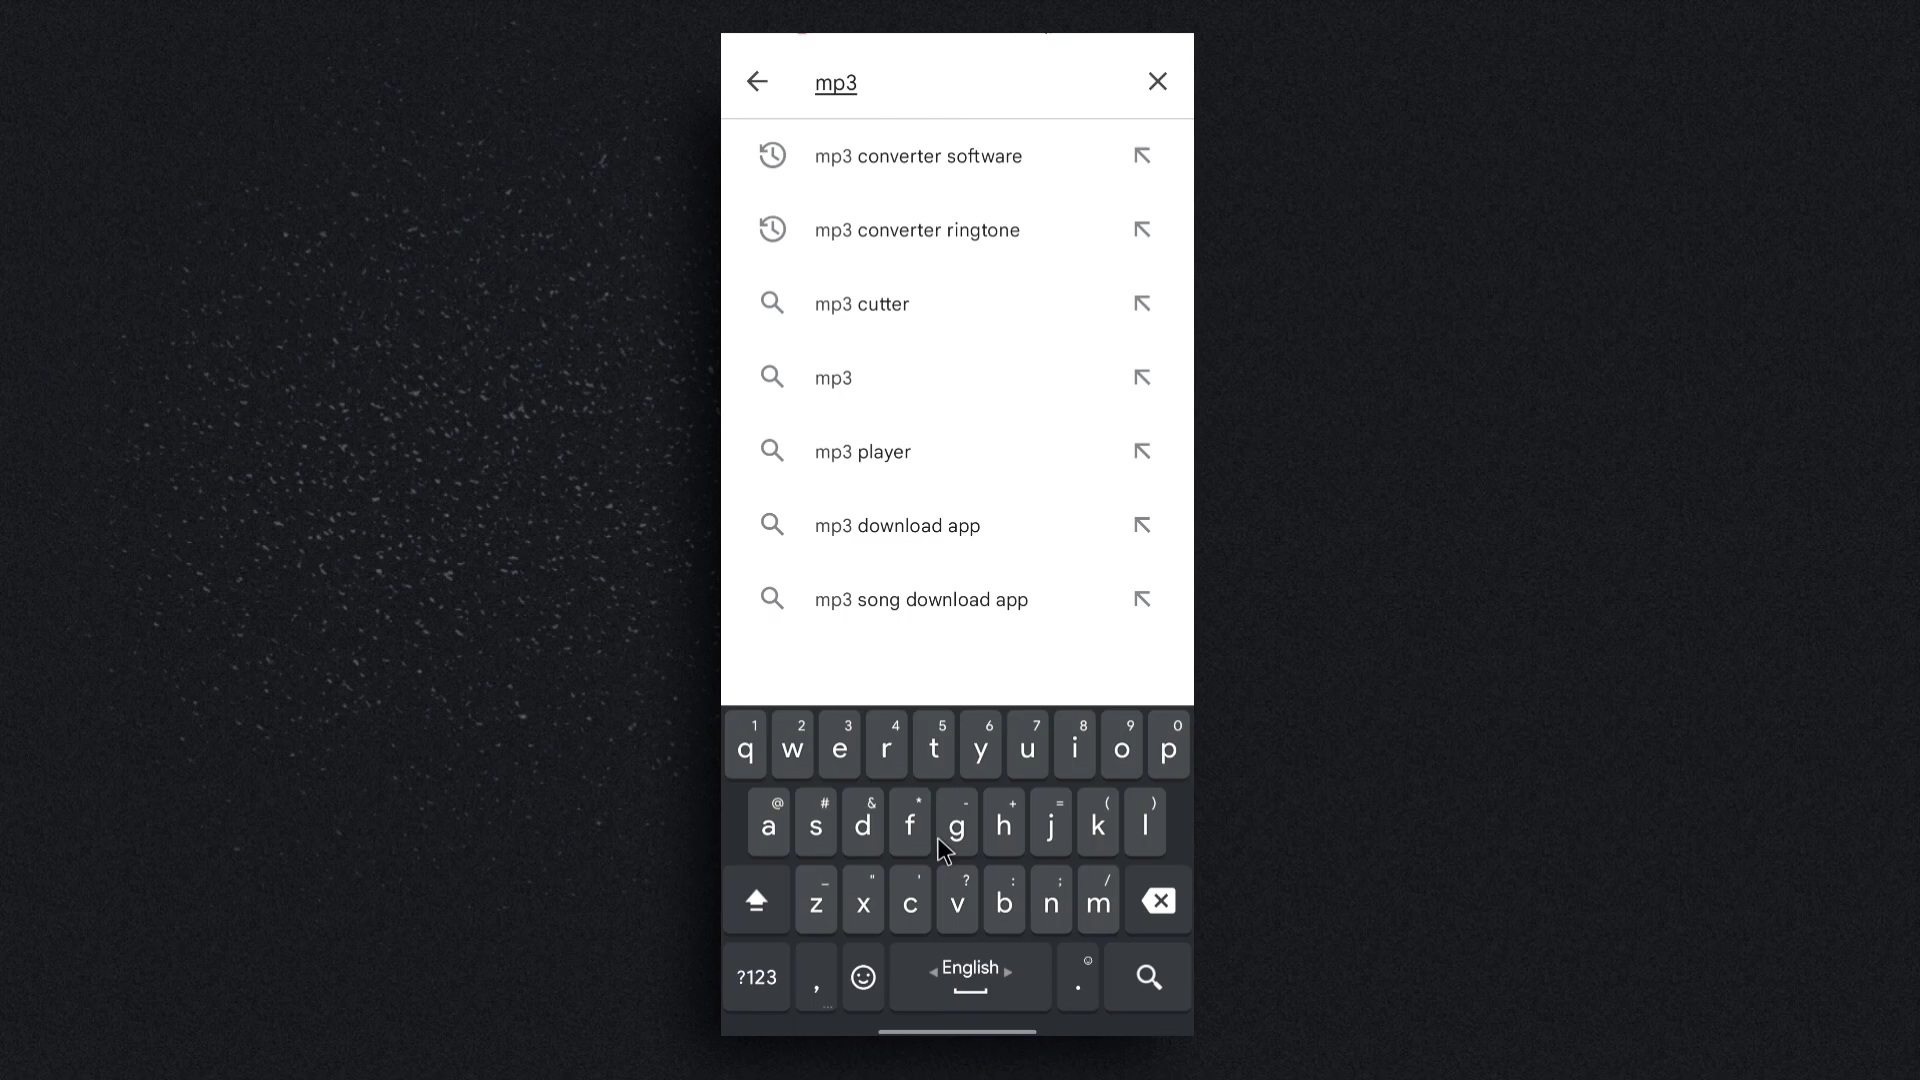 mp3
mp3 converter software
mp3 converter ringtone
mp3 cutter
mp3
mp3 player
mp3 download app
mp3 song download app
1 2 3 4 5 6 7 8 9 0
q w e r t y u i o p
@ # & * - + = ( )
a s d f g h j k l
_ " ' ? : ; /
z x c v b n m
?123 , English .